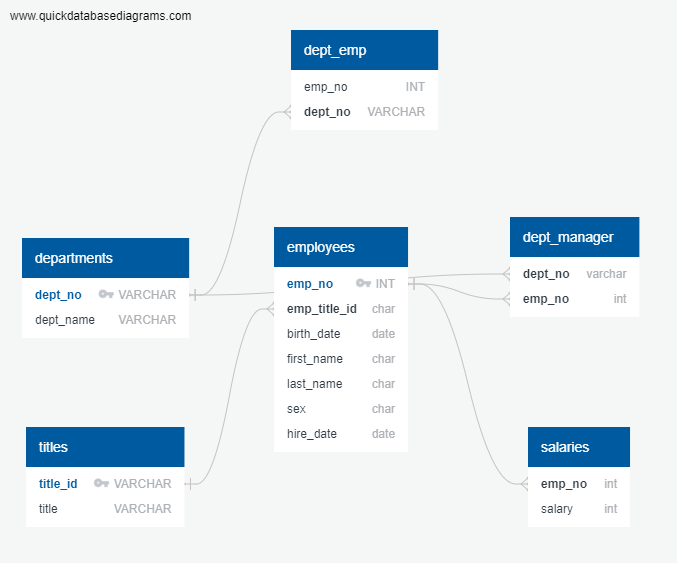 www.quickdatabasediagrams.com
dept_emp
emp_no INT
dept_no VARCHAR
departments
dept_no VARCHAR
dept_name VARCHAR
employees
emp_no INT
emp_title_id char
birth_date date
first_name char
last_name char
sex char
hire_date date
dept_manager
dept_no varchar
emp_no int
titles
title_id VARCHAR
title VARCHAR
salaries
emp_no int
salary int